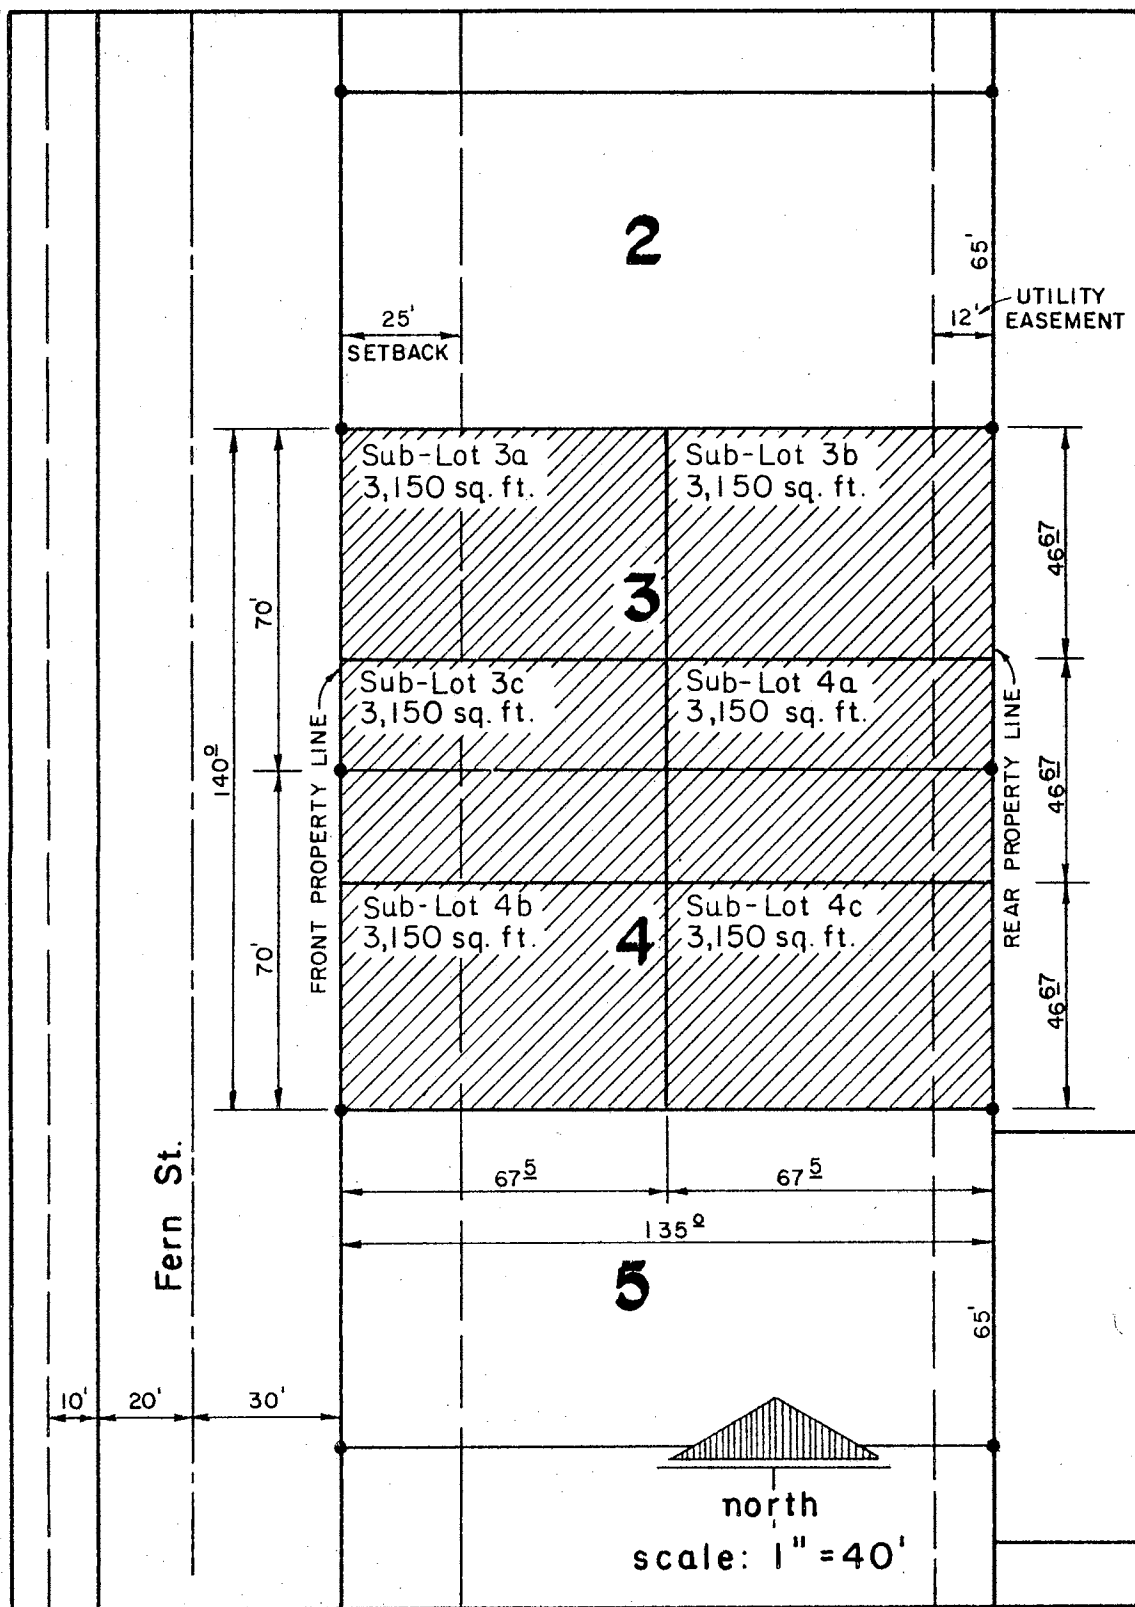 2
65'
25'
SETBACK
12'
UTILITY
EASEMENT
Sub-Lot 3a
3,150 sq. ft.
Sub-Lot 3b
3,150 sq. ft.
3
140º
70'
70'
46 67
46 67
46 67
FRONT PROPERTY LINE
REAR PROPERTY LINE
Sub-Lot 3c
3,150 sq. ft.
Sub-Lot 4a
3,150 sq. ft.
Sub-Lot 4b
3,150 sq. ft.
4
Sub-Lot 4c
3,150 sq. ft.
Fern St.
67 5
67 5
135º
5
65'
10'
20'
30'
north
scale: 1" = 40'